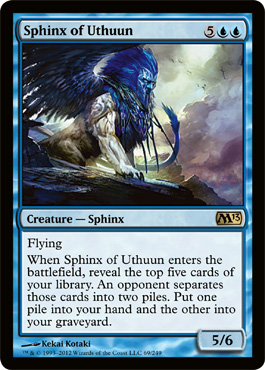 Sphinx of Uthuun 5
Creature — Sphinx M13
Flying
When Sphinx of Uthuun enters the
battlefield, reveal the top five cards of
your library. An opponent separates
those cards into two piles. Put one
pile into your hand and the other into
your graveyard.
Kekai Kotaki
™ & © 1993–2012 Wizards of the Coast LLC 69/249
5/6